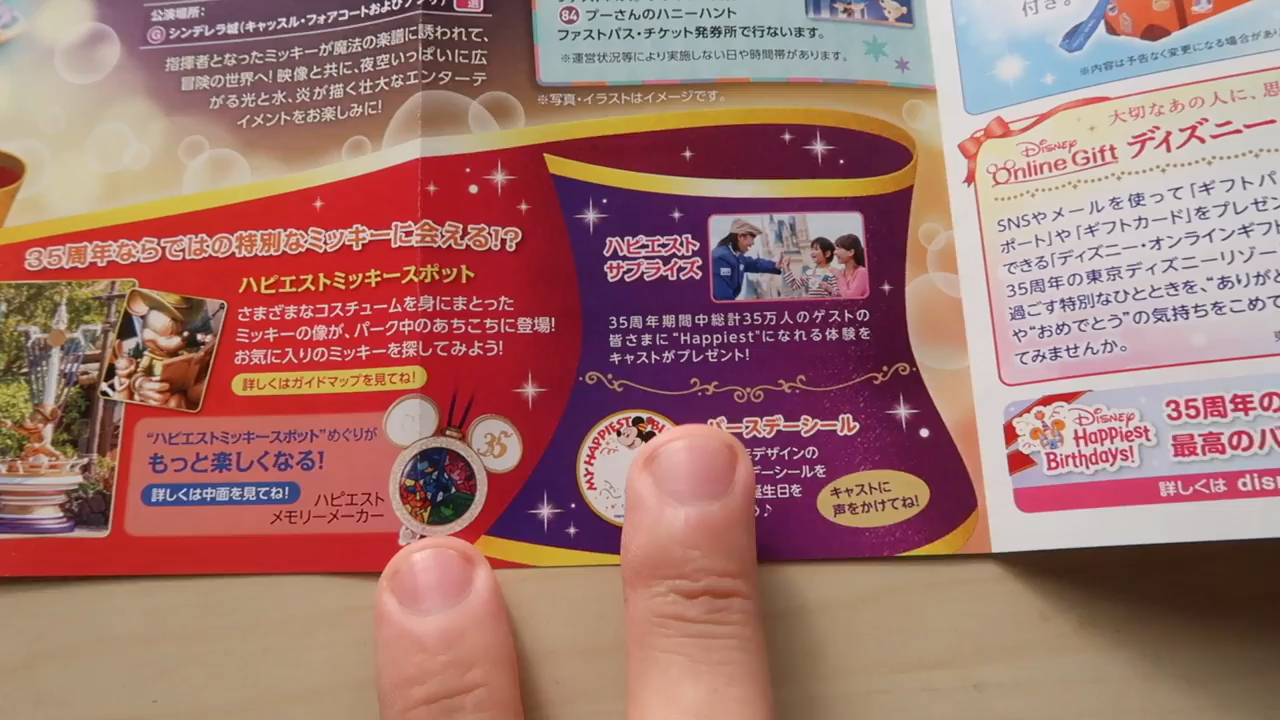 公演場所:
Ⓖ シンデレラ城(キャッスル・フォアコートおよび
指揮者となったミッキーが魔法の楽譜に誘われて、
冒険の世界へ! 映像と共に、夜空いっぱいに広
がる光と水、炎が描く壮大なエンターテ
イメントをお楽しみに!
84 プーさんのハニーハント
ファストパス・チケット発券所で行ないます。
※運営状況等により実施しない日や時間帯があります。
※写真・イラストはイメージです。
付き。
※内容は予告なく変更になる場合があ
35周年ならではの特別なミッキーに会える!?
ハピエストミッキースポット
さまざまなコスチュームを身にまとった
ミッキーの像が、パーク中のあちこちに登場!
お気に入りのミッキーを探してみよう!
詳しくはガイドマップを見てね!
"ハピエストミッキースポット"めぐりが
もっと楽しくなる!
詳しくは中面を見てね!
ハピエスト
メモリーメーカー
35
ハピエスト
サプライズ
35周年期間中総計35万人のゲストの
皆さまに"Happiest"になれる体験を
キャストがプレゼント!
MY HAPPIEST
バースデーシール
デザインの
デーシールを
生日を
♪
キャストに
声をかけてね!
大切なあの人に、思
Disney
Online Gift ディズニー
SNSやメールを使って「ギフトパ
ポート」や「ギフトカード」をプレゼン
できる「ディズニー・オンラインギフ
35周年の東京ディズニーリゾー
過ごす特別なひとときを、"ありがと
や"おめでとう"の気持ちをこめて
てみませんか。
Disney
Happiest
Birthdays!
35周年の
最高のバ
詳しくは disn